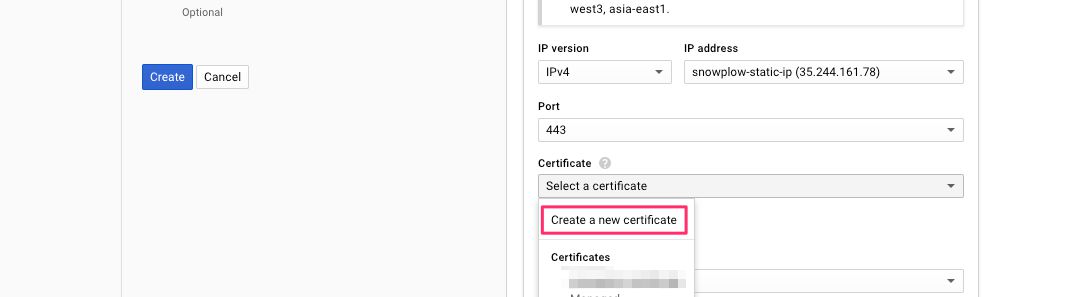 Optional
Create Cancel
west3, asia-east1.
IP version IP address
IPv4 snowplow-static-ip (35.244.161.78)
Port
443
Certificate ?
Select a certificate
Create a new certificate
Certificates
Managed